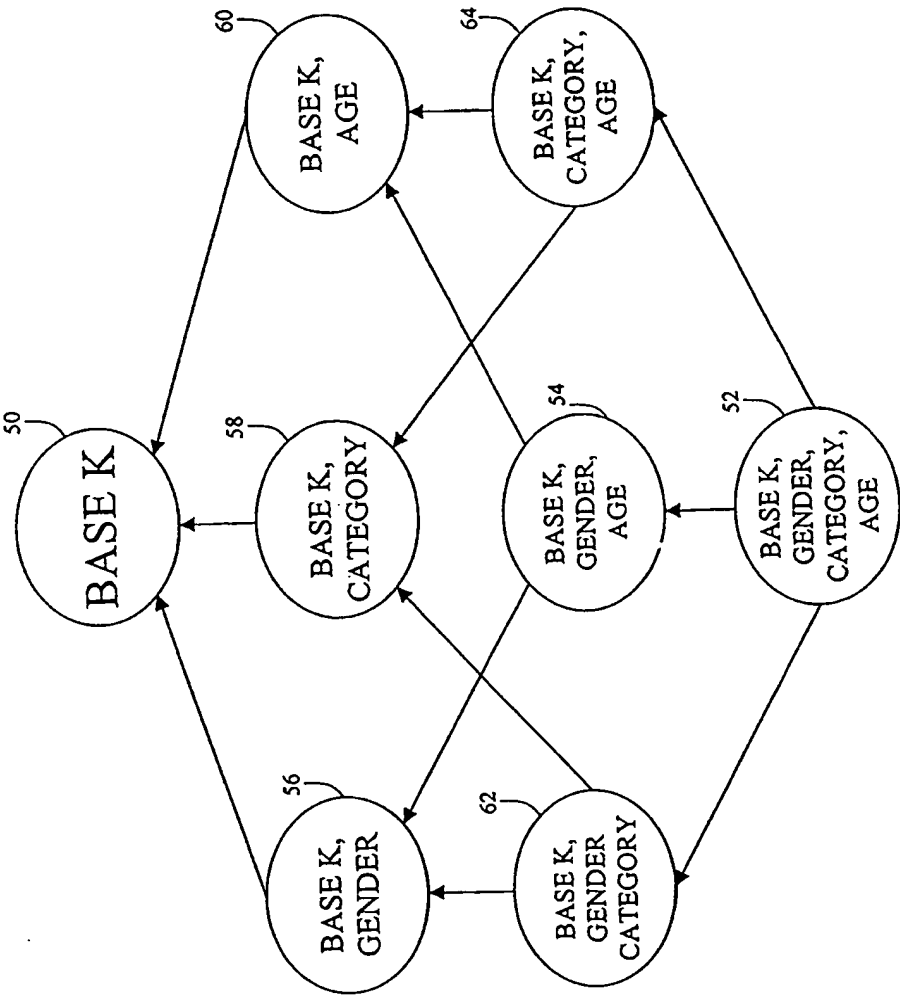 50
BASE K
56
BASE K,
GENDER
58
BASE K,
CATEGORY
60
BASE K,
AGE
62
BASE K,
GENDER
CATEGORY
54
BASE K,
GENDER,
AGE
64
BASE K,
CATEGORY,
AGE
52
BASE K,
GENDER,
CATEGORY,
AGE